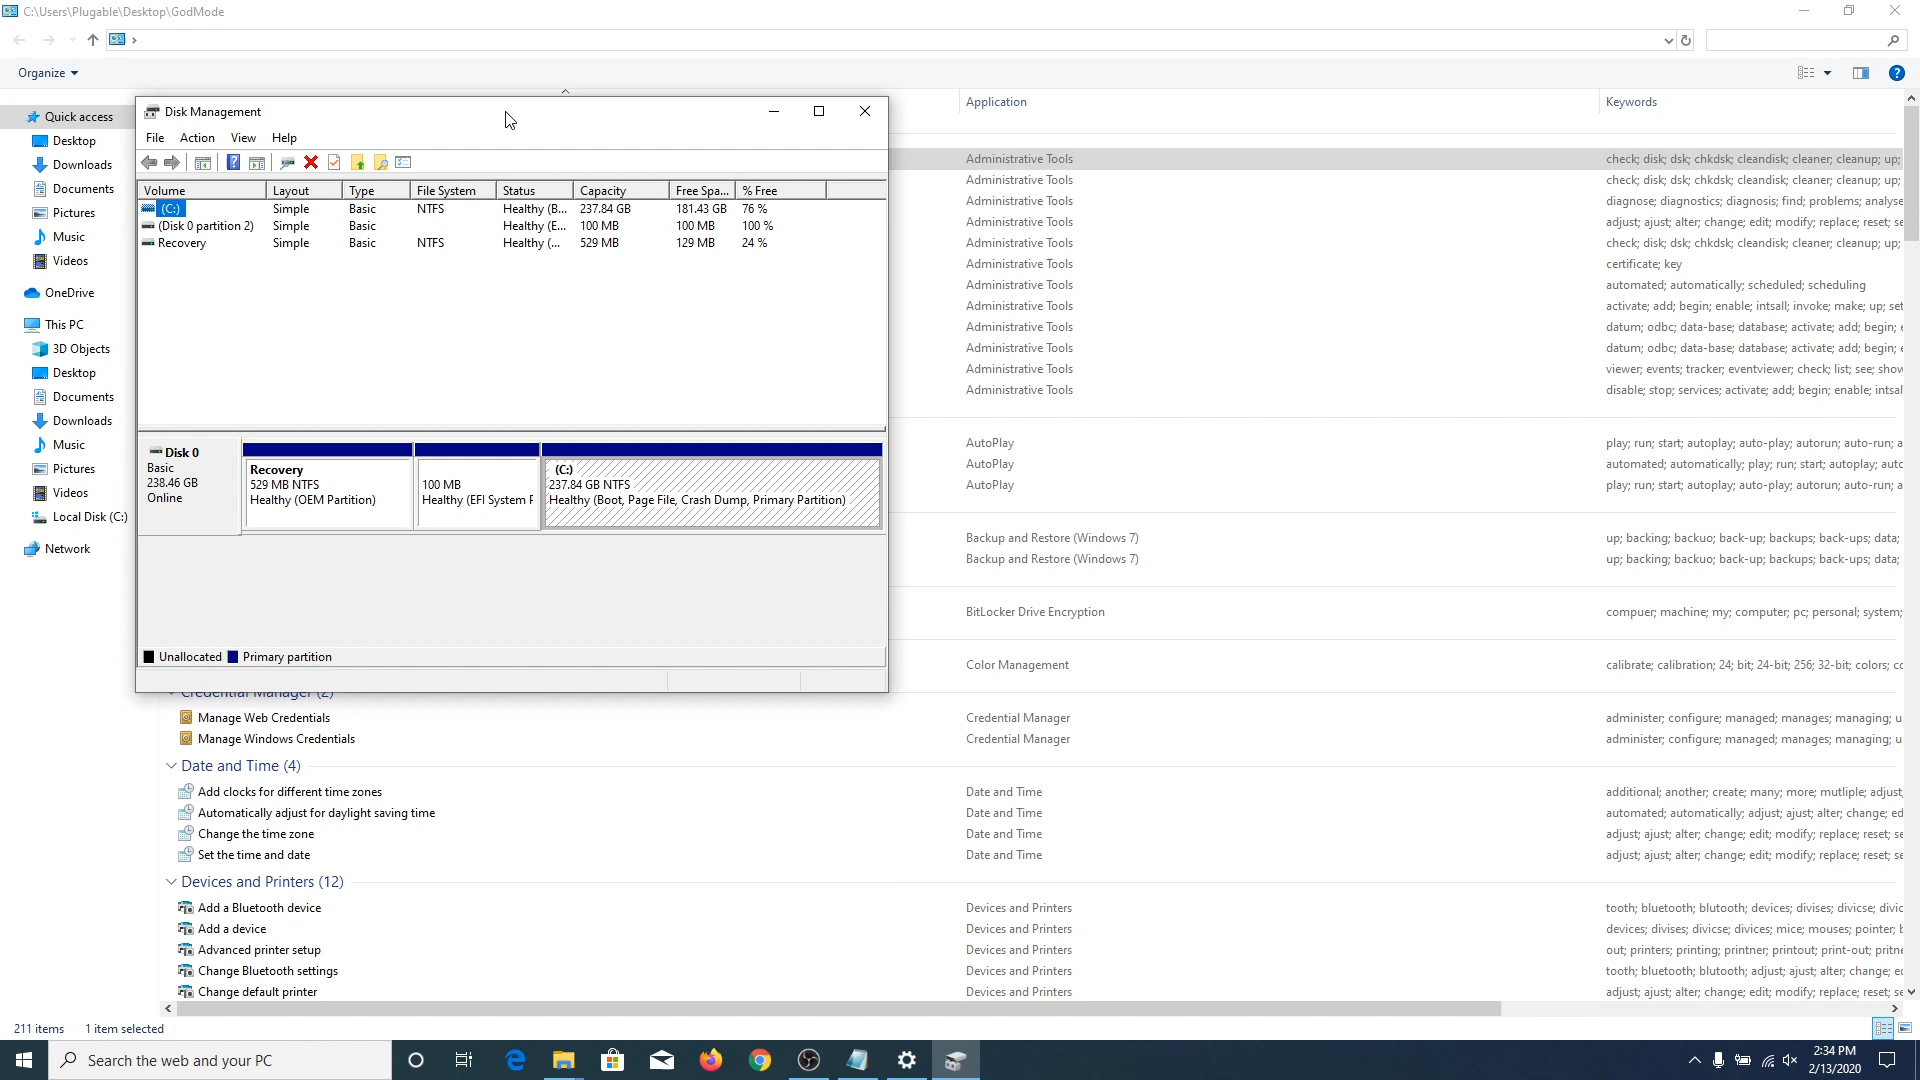 C:\Users\Plugable\Desktop\GodMode
Organize
Application
Keywords
Quick access
Desktop
Downloads
Documents
Pictures
Music
Videos
OneDrive
This PC
3D Objects
Desktop
Documents
Downloads
Music
Pictures
Videos
Local Disk (C:)
Network
Disk Management
File Action View Help
Volume Layout Type File System Status Capacity Free Spa... % Free
(C:) Simple Basic NTFS Healthy (B... 237.84 GB 181.43 GB 76 %
(Disk 0 partition 2) Simple Basic Healthy (E... 100 MB 100 MB 100 %
Recovery Simple Basic NTFS Healthy (... 529 MB 129 MB 24 %
Disk 0
Basic
238.46 GB
Online
Recovery
529 MB NTFS
Healthy (OEM Partition)
100 MB
Healthy (EFI System P
(C:)
237.84 GB NTFS
Healthy (Boot, Page File, Crash Dump, Primary Partition)
Unallocated Primary partition
Administrative Tools check; disk; dsk; chkdsk; cleandisk; cleaner; cleanup; up;
Administrative Tools check; disk; dsk; chkdsk; cleandisk; cleaner; cleanup; up;
Administrative Tools diagnose; diagnostics; diagnosis; find; problems; analyse
Administrative Tools adjust; ajust; alter; change; edit; modify; replace; reset; se
Administrative Tools check; disk; dsk; chkdsk; cleandisk; cleaner; cleanup; up;
Administrative Tools certificate; key
Administrative Tools automated; automatically; scheduled; scheduling
Administrative Tools activate; add; begin; enable; intsall; invoke; make; up; set
Administrative Tools datum; odbc; data-base; database; activate; add; begin; e
Administrative Tools datum; odbc; data-base; database; activate; add; begin; e
Administrative Tools viewer; events; tracker; eventviewer; check; list; see; show
Administrative Tools disable; stop; services; activate; add; begin; enable; intsal
AutoPlay play; run; start; autoplay; auto-play; autorun; auto-run; a
AutoPlay automated; automatically; play; run; start; autoplay; auto
AutoPlay play; run; start; autoplay; auto-play; autorun; auto-run; a
Backup and Restore (Windows 7) up; backing; backuo; back-up; backups; back-ups; data;
Backup and Restore (Windows 7) up; backing; backuo; back-up; backups; back-ups; data;
BitLocker Drive Encryption compuer; machine; my; computer; pc; personal; system;
Color Management calibrate; calibration; 24; bit; 24-bit; 256; 32-bit; colors; co
Credential Manager (2)
Manage Web Credentials Credential Manager administer; configure; managed; manages; managing; u
Manage Windows Credentials Credential Manager administer; configure; managed; manages; managing; u
Date and Time (4)
Add clocks for different time zones Date and Time additional; another; create; many; more; mutliple; adjust;
Automatically adjust for daylight saving time Date and Time automated; automatically; adjust; ajust; alter; change; ed
Change the time zone Date and Time adjust; ajust; alter; change; edit; modify; replace; reset; se
Set the time and date Date and Time adjust; ajust; alter; change; edit; modify; replace; reset; se
Devices and Printers (12)
Add a Bluetooth device Devices and Printers tooth; bluetooth; blutooth; devices; divises; divicse; divic
Add a device Devices and Printers devices; divises; divicse; divices; mice; mouses; pointer; b
Advanced printer setup Devices and Printers out; printers; printing; printner; printout; print-out; pritne
Change Bluetooth settings Devices and Printers tooth; bluetooth; blutooth; adjust; ajust; alter; change; ed
Change default printer Devices and Printers adjust; ajust; alter; change; edit; modify; replace; reset; se
211 items 1 item selected
Search the web and your PC
2:34 PM
2/13/2020